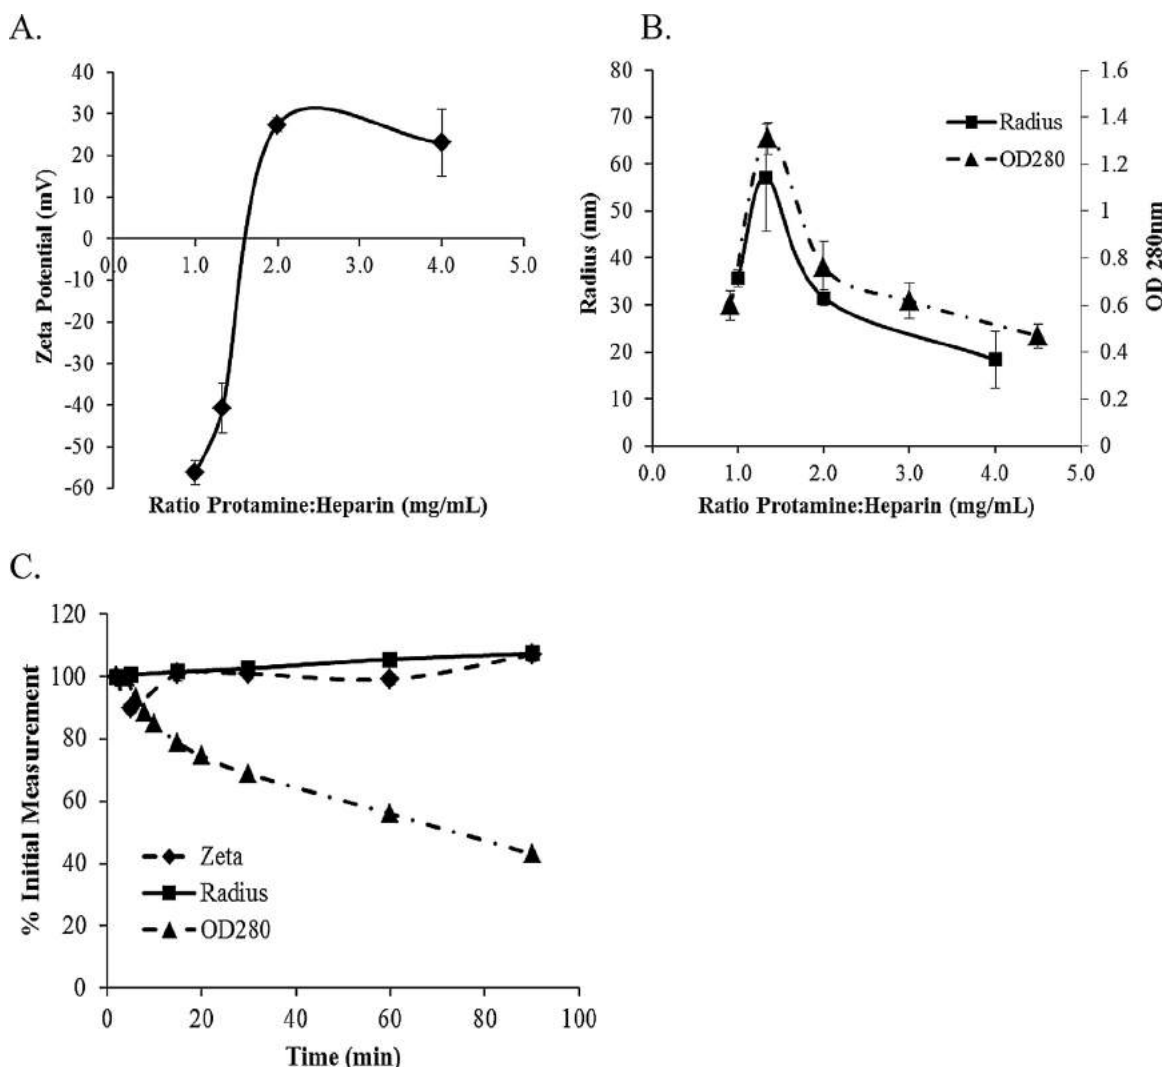 A.
40
30
20
10
0
-10
-20
-30
-40
-50
-60
Zeta Potential (mV)
0.0 1.0 2.0 3.0 4.0 5.0
Ratio Protamine:Heparin (mg/mL)
B.
80
70
60
50
40
30
20
10
0
Radius (nm)
1.6
1.4
1.2
1
0.8
0.6
0.4
0.2
0
OD 280nm
Radius
OD280
0.0 1.0 2.0 3.0 4.0 5.0
Ratio Protamine:Heparin (mg/mL)
C.
120
100
80
60
40
20
0
% Initial Measurement
Zeta
Radius
OD280
0 20 40 60 80 100
Time (min)